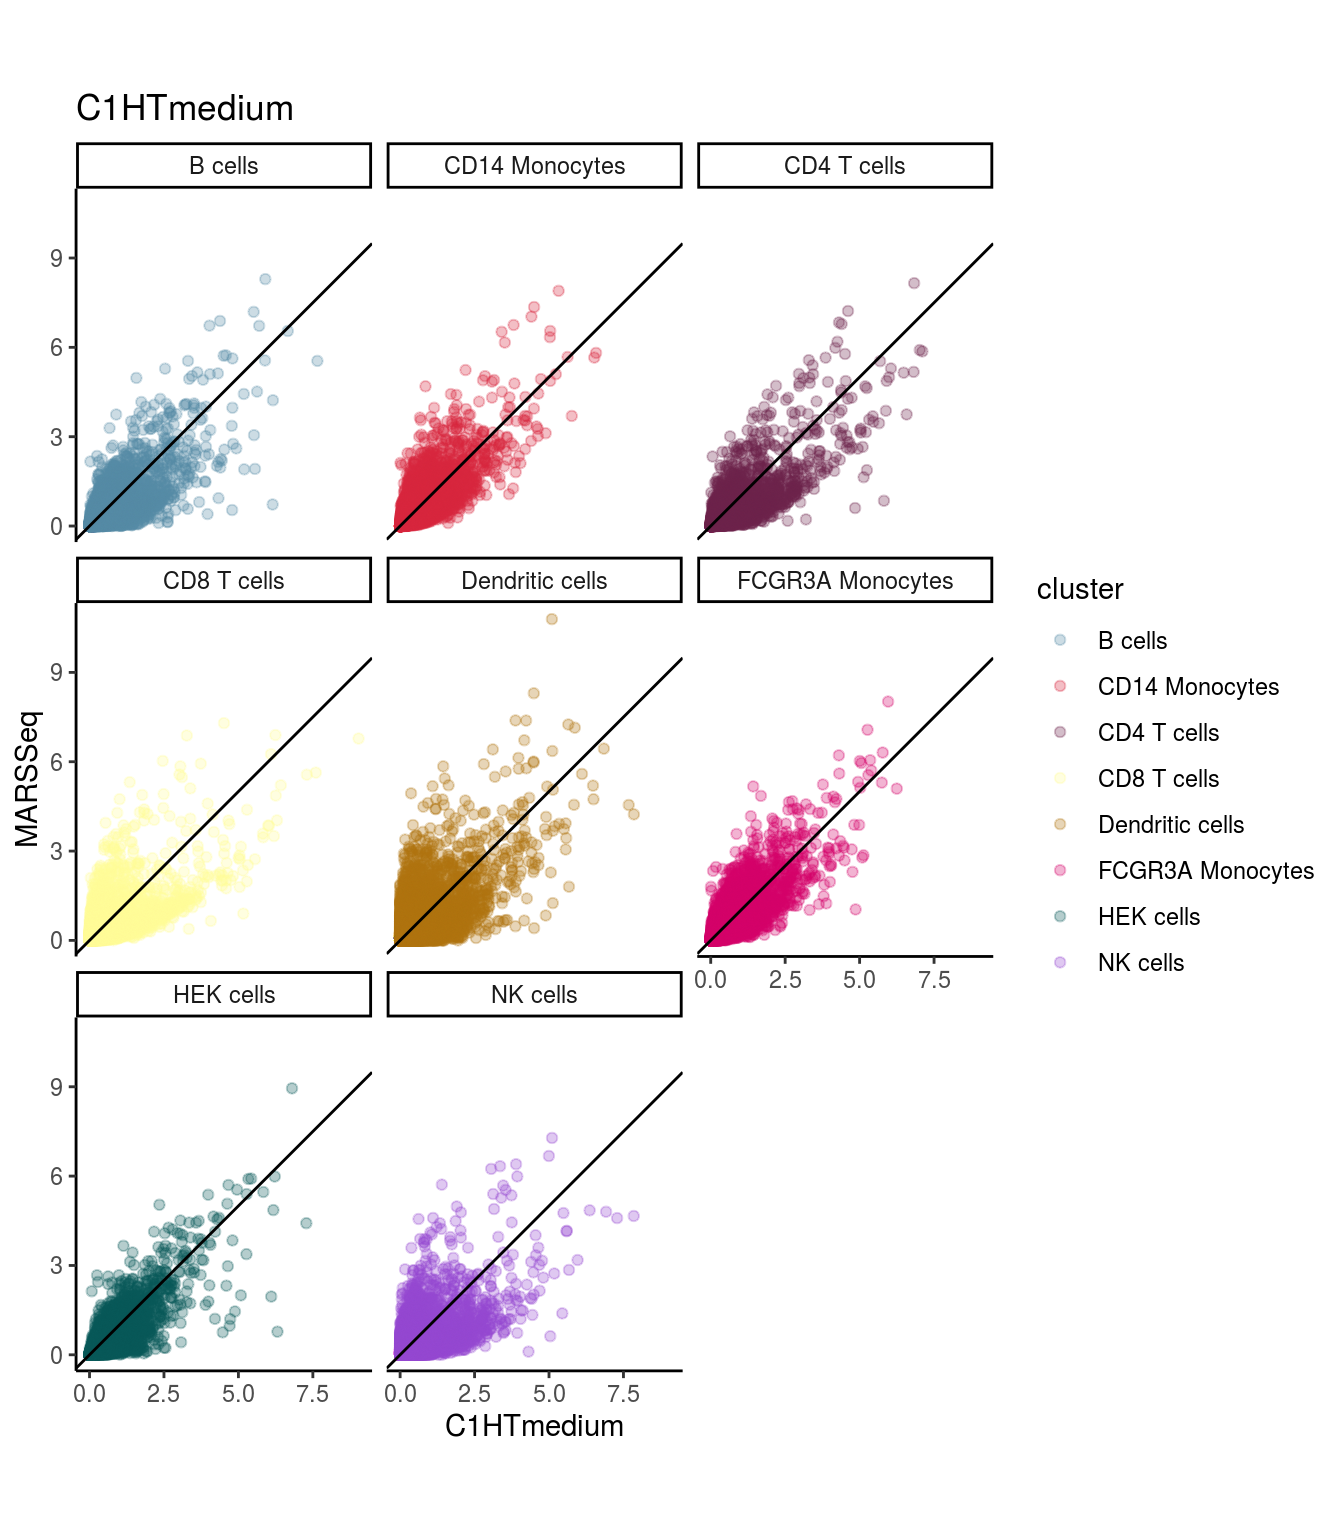 C1HTmedium
B cells
CD14 Monocytes
CD4 T cells
9
6
3
0
CD8 T cells
Dendritic cells
FCGR3A Monocytes
9
6
3
0
0.0 2.5 5.0 7.5
HEK cells
NK cells
9
6
3
0
0.0 2.5 5.0 7.5
0.0 2.5 5.0 7.5
C1HTmedium
MARSSeq
cluster
B cells
CD14 Monocytes
CD4 T cells
CD8 T cells
Dendritic cells
FCGR3A Monocytes
HEK cells
NK cells